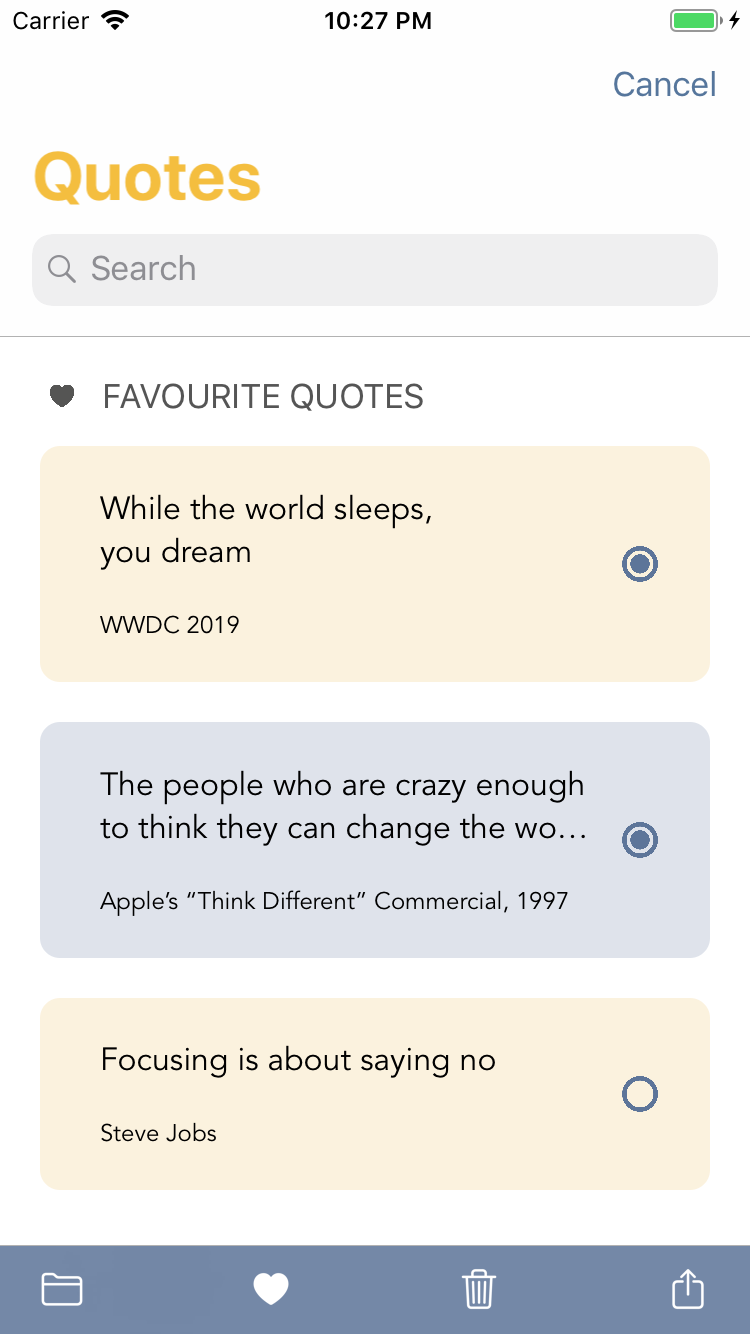 Carrier 10:27 PM
Cancel
Quotes
Search
FAVOURITE QUOTES
While the world sleeps,
you dream
WWDC 2019
The people who are crazy enough
to think they can change the wo…
Apple’s “Think Different” Commercial, 1997
Focusing is about saying no
Steve Jobs